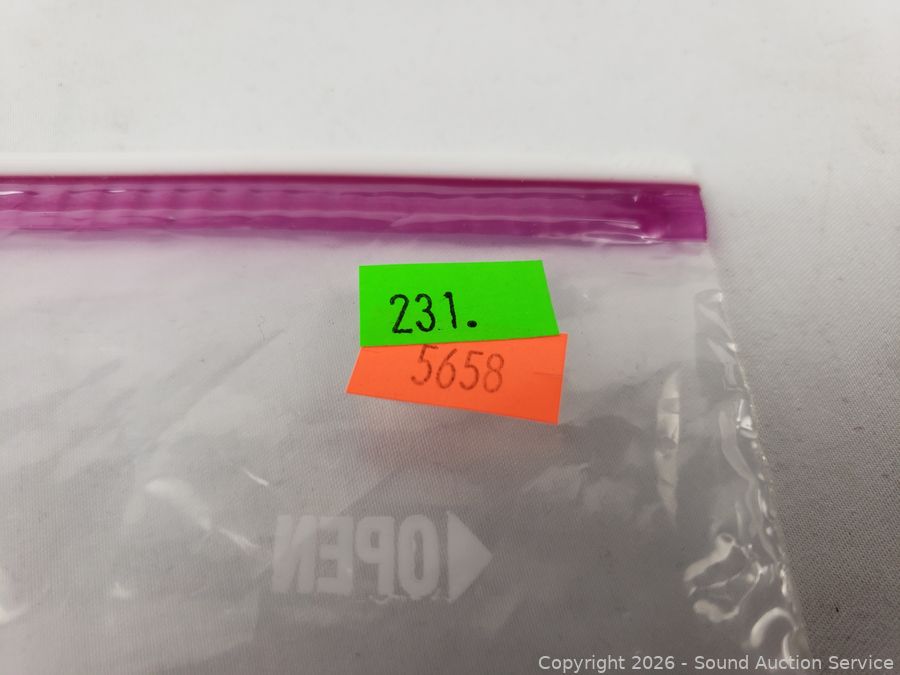 231.
5658
OPEN
Copyright 2026 - Sound Auction Service